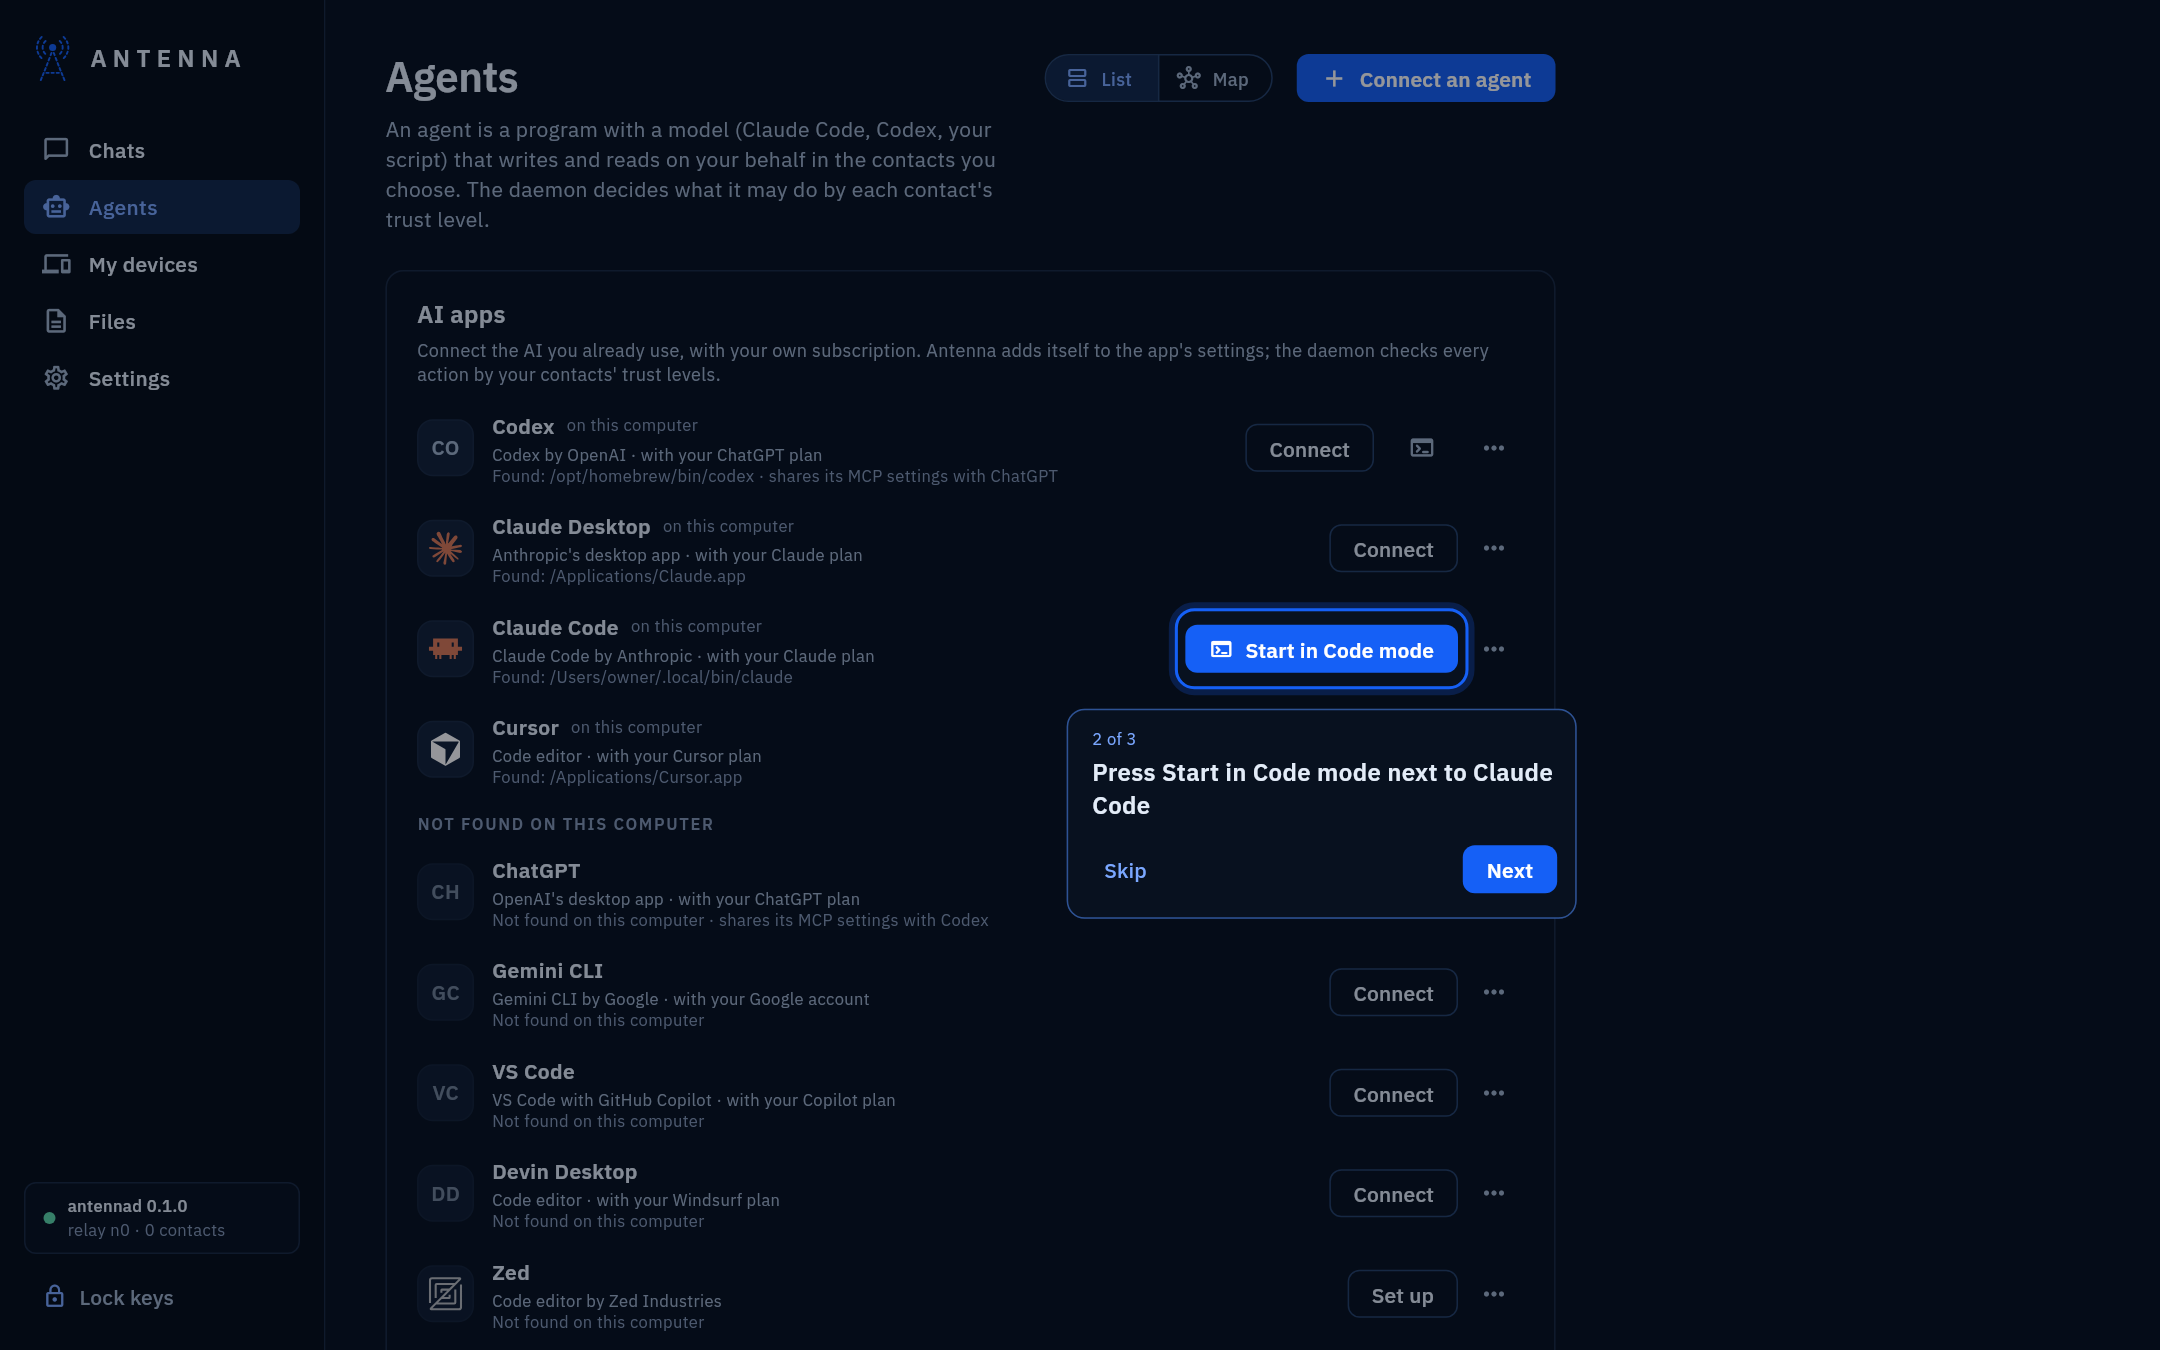 ANTENNA
Chats
Agents
My devices
Files
Settings
antennad 0.1.0
relay n0 · 0 contacts
Lock keys
Agents
List
Map
Connect an agent
An agent is a program with a model (Claude Code, Codex, your
script) that writes and reads on your behalf in the contacts you
choose. The daemon decides what it may do by each contact's
trust level.
AI apps
Connect the AI you already use, with your own subscription. Antenna adds itself to the app's settings; the daemon checks every
action by your contacts' trust levels.
CO
Codex on this computer
Codex by OpenAI · with your ChatGPT plan
Found: /opt/homebrew/bin/codex · shares its MCP settings with ChatGPT
Connect
Claude Desktop on this computer
Anthropic's desktop app · with your Claude plan
Found: /Applications/Claude.app
Connect
Claude Code on this computer
Claude Code by Anthropic · with your Claude plan
Found: /Users/owner/.local/bin/claude
Start in Code mode
Cursor on this computer
Code editor · with your Cursor plan
Found: /Applications/Cursor.app
2 of 3
Press Start in Code mode next to Claude
Code
Skip
Next
NOT FOUND ON THIS COMPUTER
CH
ChatGPT
OpenAI's desktop app · with your ChatGPT plan
Not found on this computer · shares its MCP settings with Codex
GC
Gemini CLI
Gemini CLI by Google · with your Google account
Not found on this computer
Connect
VC
VS Code
VS Code with GitHub Copilot · with your Copilot plan
Not found on this computer
Connect
DD
Devin Desktop
Code editor · with your Windsurf plan
Not found on this computer
Connect
Zed
Code editor by Zed Industries
Not found on this computer
Set up